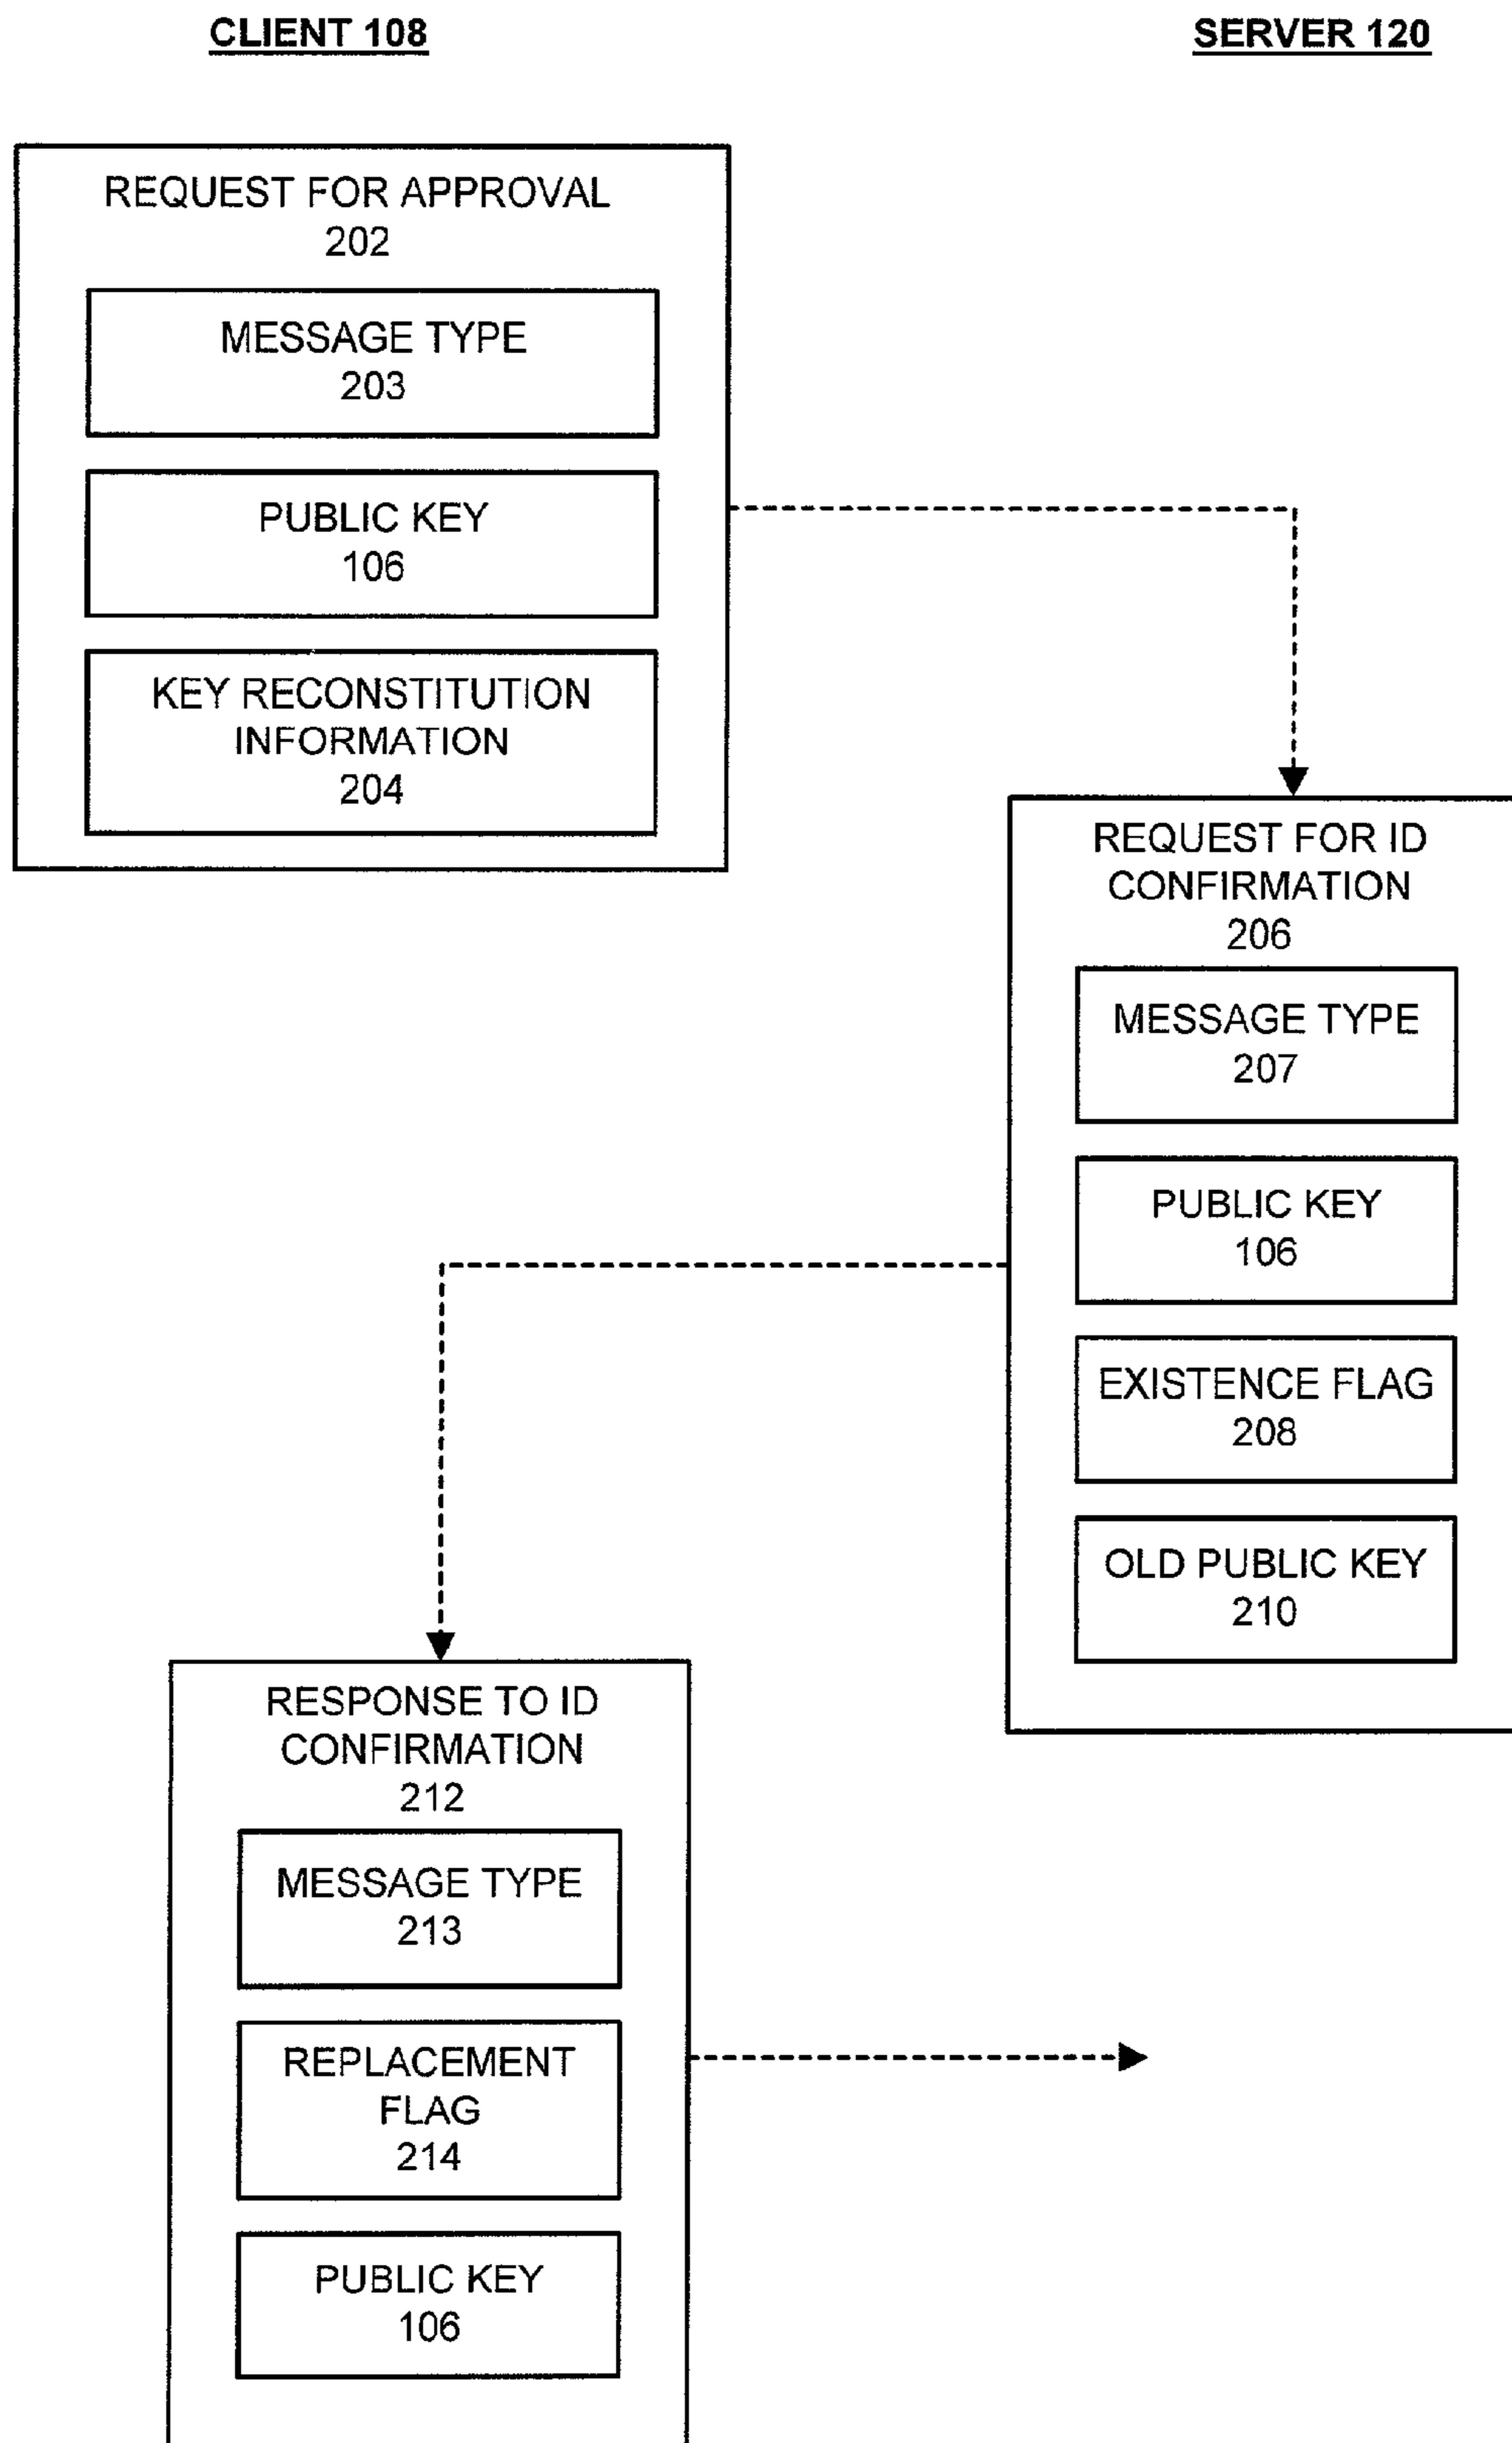 CLIENT 108
SERVER 120
REQUEST FOR APPROVAL
202
MESSAGE TYPE
203
PUBLIC KEY
106
KEY RECONSTITUTION
INFORMATION
204
REQUEST FOR ID
CONFIRMATION
206
MESSAGE TYPE
207
PUBLIC KEY
106
EXISTENCE FLAG
208
OLD PUBLIC KEY
210
RESPONSE TO ID
CONFIRMATION
212
MESSAGE TYPE
213
REPLACEMENT
FLAG
214
PUBLIC KEY
106